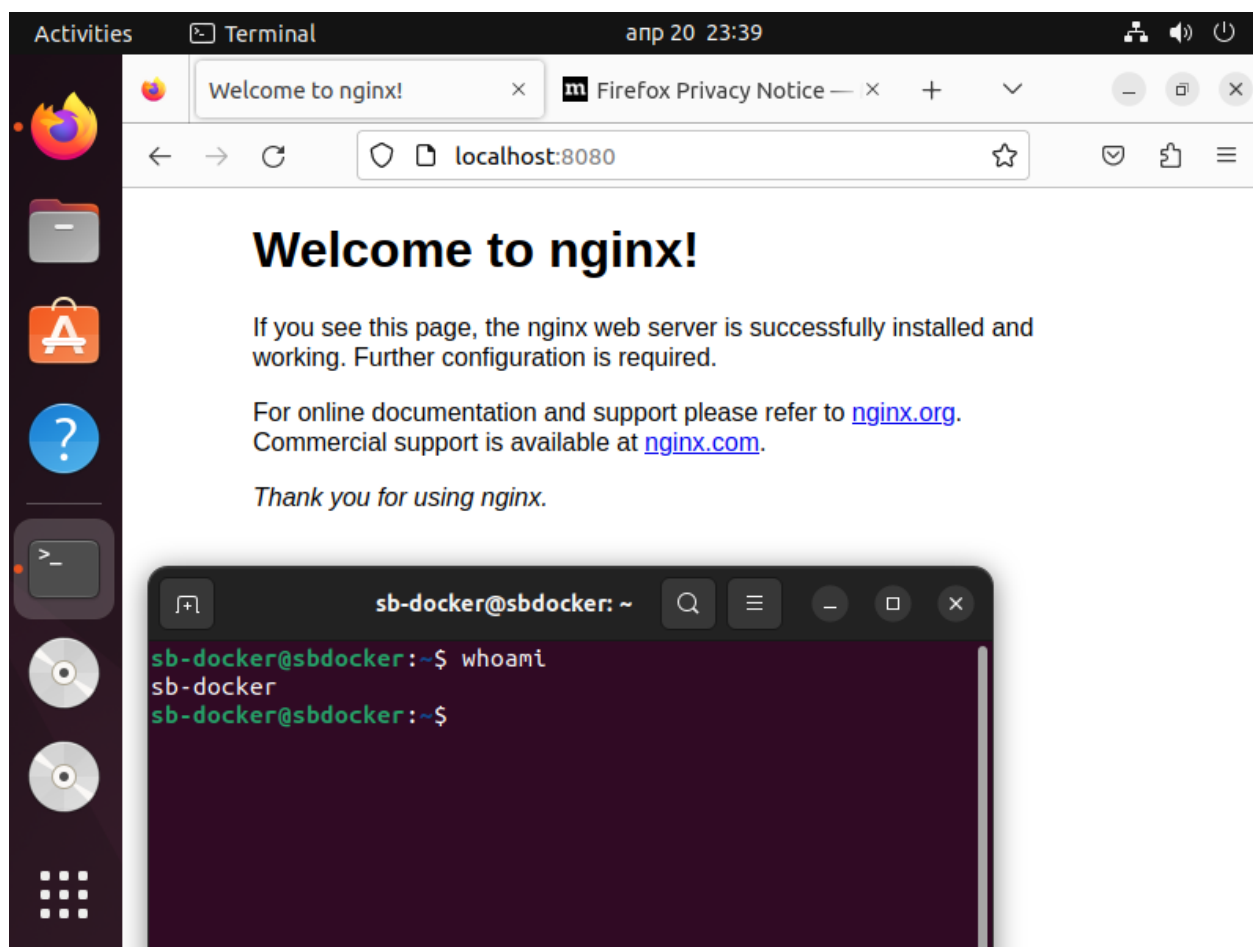 Activities Terminal апр 20 23:39
Welcome to nginx! Firefox Privacy Notice —
localhost:8080
Welcome to nginx!
If you see this page, the nginx web server is successfully installed and
working. Further configuration is required.
For online documentation and support please refer to nginx.org.
Commercial support is available at nginx.com.
Thank you for using nginx.
sb-docker@sbdocker: ~
sb-docker@sbdocker:~$ whoami
sb-docker
sb-docker@sbdocker:~$